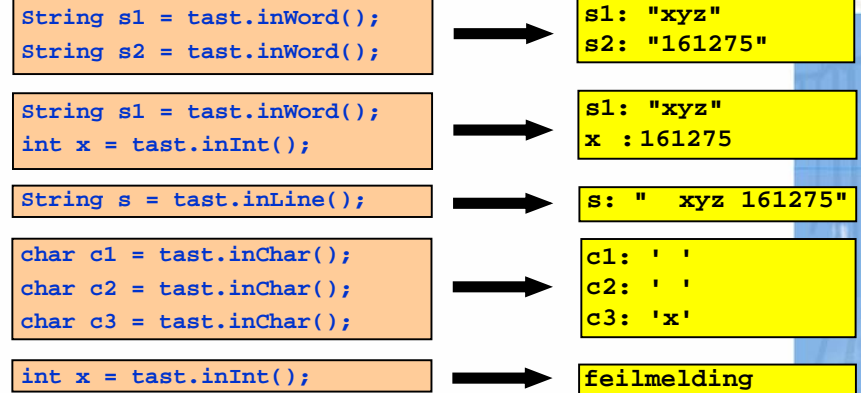 String s1 = tast.inWord();
String s2 = tast.inWord();
s1: "xyz"
s2: "161275"
String s1 = tast.inWord();
int x = tast.inInt();
s1: "xyz"
x : 161275
String s = tast.inLine();
s: "  xyz 161275"
char c1 = tast.inChar();
char c2 = tast.inChar();
char c3 = tast.inChar();
c1: ' '
c2: ' '
c3: 'x'
int x = tast.inInt();
feilmelding